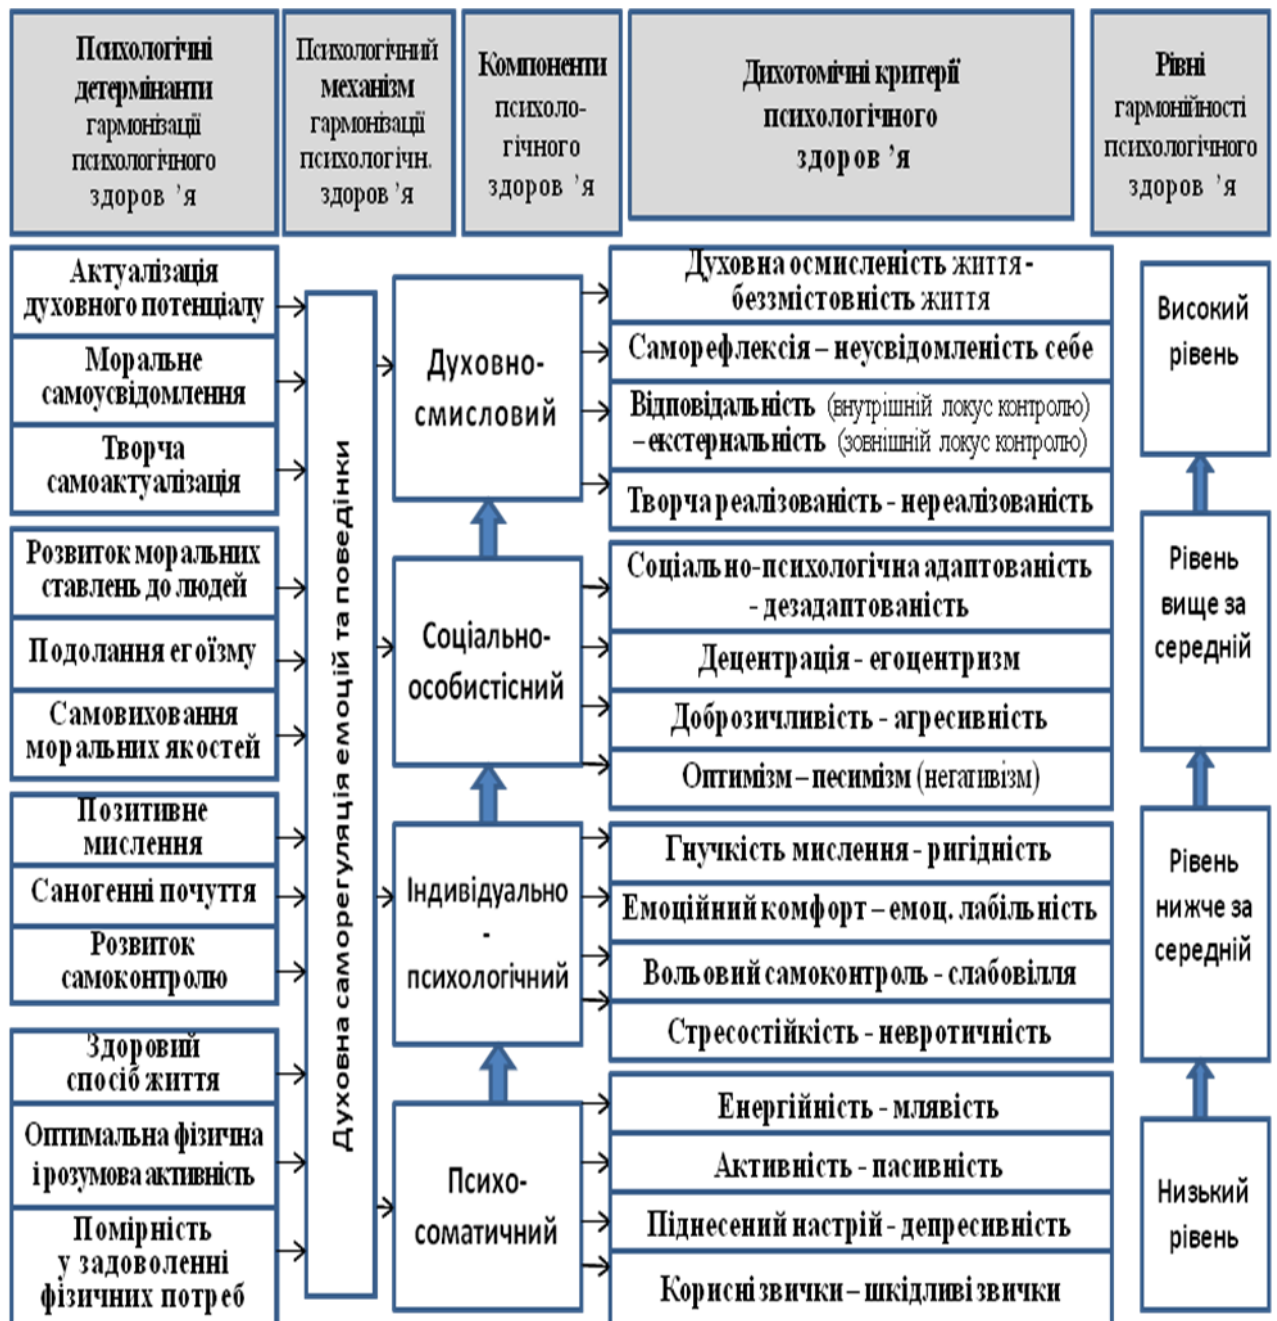 Психологічні
детермінанти
гармонізації
психологічного
здоров ’я
Психологічний
механізм
гармонізації
психологічн.
здоров ’я
Компоненти
психоло-
гічного
здоров ’я
Дихотомічні критерії
психологічного
здоров ’я
Рівні
гармонійності
психологічного
здоров ’я
Актуалізація
духовного потенціалу
Моральне
самоусвідомлення
Творча
самоактуалізація
Розвиток моральних
ставлень до людей
Подолання егоїзму
Самовиховання
моральних якостей
Позитивне
мислення
Саногенні почуття
Розвиток
самоконтролю
Здоровий
спосіб життя
Оптимальна фізична
і розумова активність
Помірність
у задоволенні
фізичних потреб
Духовна саморегуляція емоцій та поведінки
Духовно-
смисловий
Соціально-
особистісний
Індивідуально
-
психологічний
Психо-
соматичний
Духовна осмисленість життя -
беззмістовність життя
Саморефлексія – неусвідомленість себе
Відповідальність (внутрішній локус контролю)
– екстернальність (зовнішній локус контролю)
Творча реалізованість - нереалізованість
Соціально-психологічна адаптованість
- дезадаптованість
Децентрація - егоцентризм
Доброзичливість - агресивність
Оптимізм – песимізм (негативізм)
Гнучкість мислення - ригідність
Емоційний комфорт – емоц. лабільність
Вольовий самоконтроль - слабовілля
Стресостійкість - невротичність
Енергійність - млявість
Активність - пасивність
Піднесений настрій - депресивність
Корисні звички – шкідливі звички
Високий
рівень
Рівень
вище за
середній
Рівень
нижче за
середній
Низький
рівень